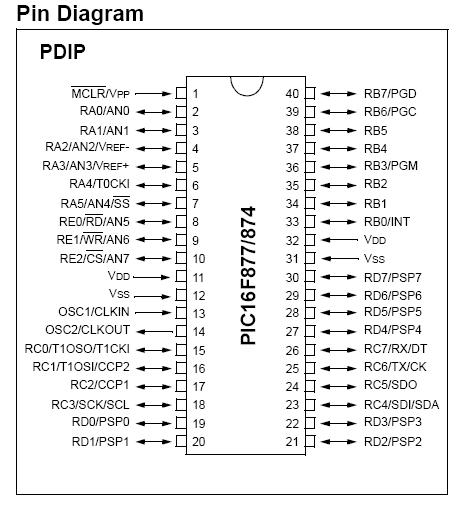 Pin Diagram
PDIP
MCLR/VPP 1 40 RB7/PGD
RA0/AN0 2 39 RB6/PGC
RA1/AN1 3 38 RB5
RA2/AN2/VREF- 4 37 RB4
RA3/AN3/VREF+ 5 36 RB3/PGM
RA4/T0CKI 6 35 RB2
RA5/AN4/SS 7 34 RB1
RE0/RD/AN5 8 33 RB0/INT
RE1/WR/AN6 9 32 VDD
RE2/CS/AN7 10 31 VSS
VDD 11 30 RD7/PSP7
VSS 12 29 RD6/PSP6
OSC1/CLKIN 13 28 RD5/PSP5
OSC2/CLKOUT 14 27 RD4/PSP4
RC0/T1OSO/T1CKI 15 26 RC7/RX/DT
RC1/T1OSI/CCP2 16 25 RC6/TX/CK
RC2/CCP1 17 24 RC5/SDO
RC3/SCK/SCL 18 23 RC4/SDI/SDA
RD0/PSP0 19 22 RD3/PSP3
RD1/PSP1 20 21 RD2/PSP2
PIC16F877/874